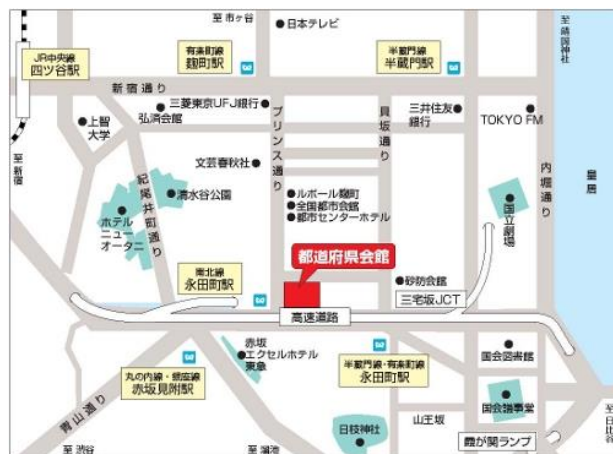 至市ヶ谷
日本テレビ
至靖国神社
JR中央線
四ツ谷駅
有楽町線
麹町駅
半蔵門線
半蔵門駅
新宿通り
上智
大学
弘済会館
三菱東京UFJ銀行
プリンス通り
貝坂通り
三井住友
銀行
TOKYO FM
至新宿
文芸春秋社
紀尾井町通り
清水谷公園
内堀通り
皇居
ホテル
ニュー
オータニ
ルポール麹町
全国都市会館
都市センターホテル
国立劇場
都道府県会館
南北線
永田町駅
砂防会館
三宅坂JCT
高速道路
赤坂
エクセルホテル
東急
丸の内線・銀座線
赤坂見附駅
半蔵門線・有楽町線
永田町駅
国会図書館
国会議事堂
青山通り
日枝神社
山王坂
霞が関ランプ
至日比谷
至渋谷
至溜池